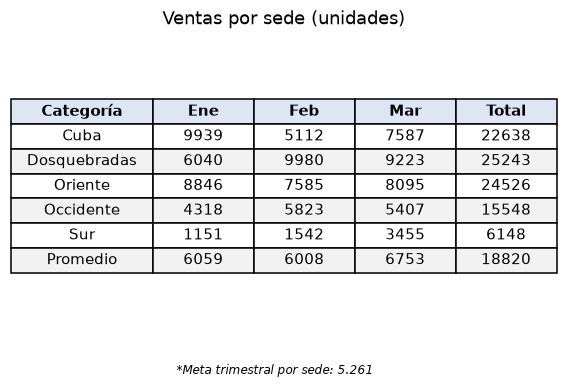 Ventas por sede (unidades)
Categoría Ene Feb Mar Total
Cuba 9939 5112 7587 22638
Dosquebradas 6040 9980 9223 25243
Oriente 8846 7585 8095 24526
Occidente 4318 5823 5407 15548
Sur 1151 1542 3455 6148
Promedio 6059 6008 6753 18820
*Meta trimestral por sede: 5.261